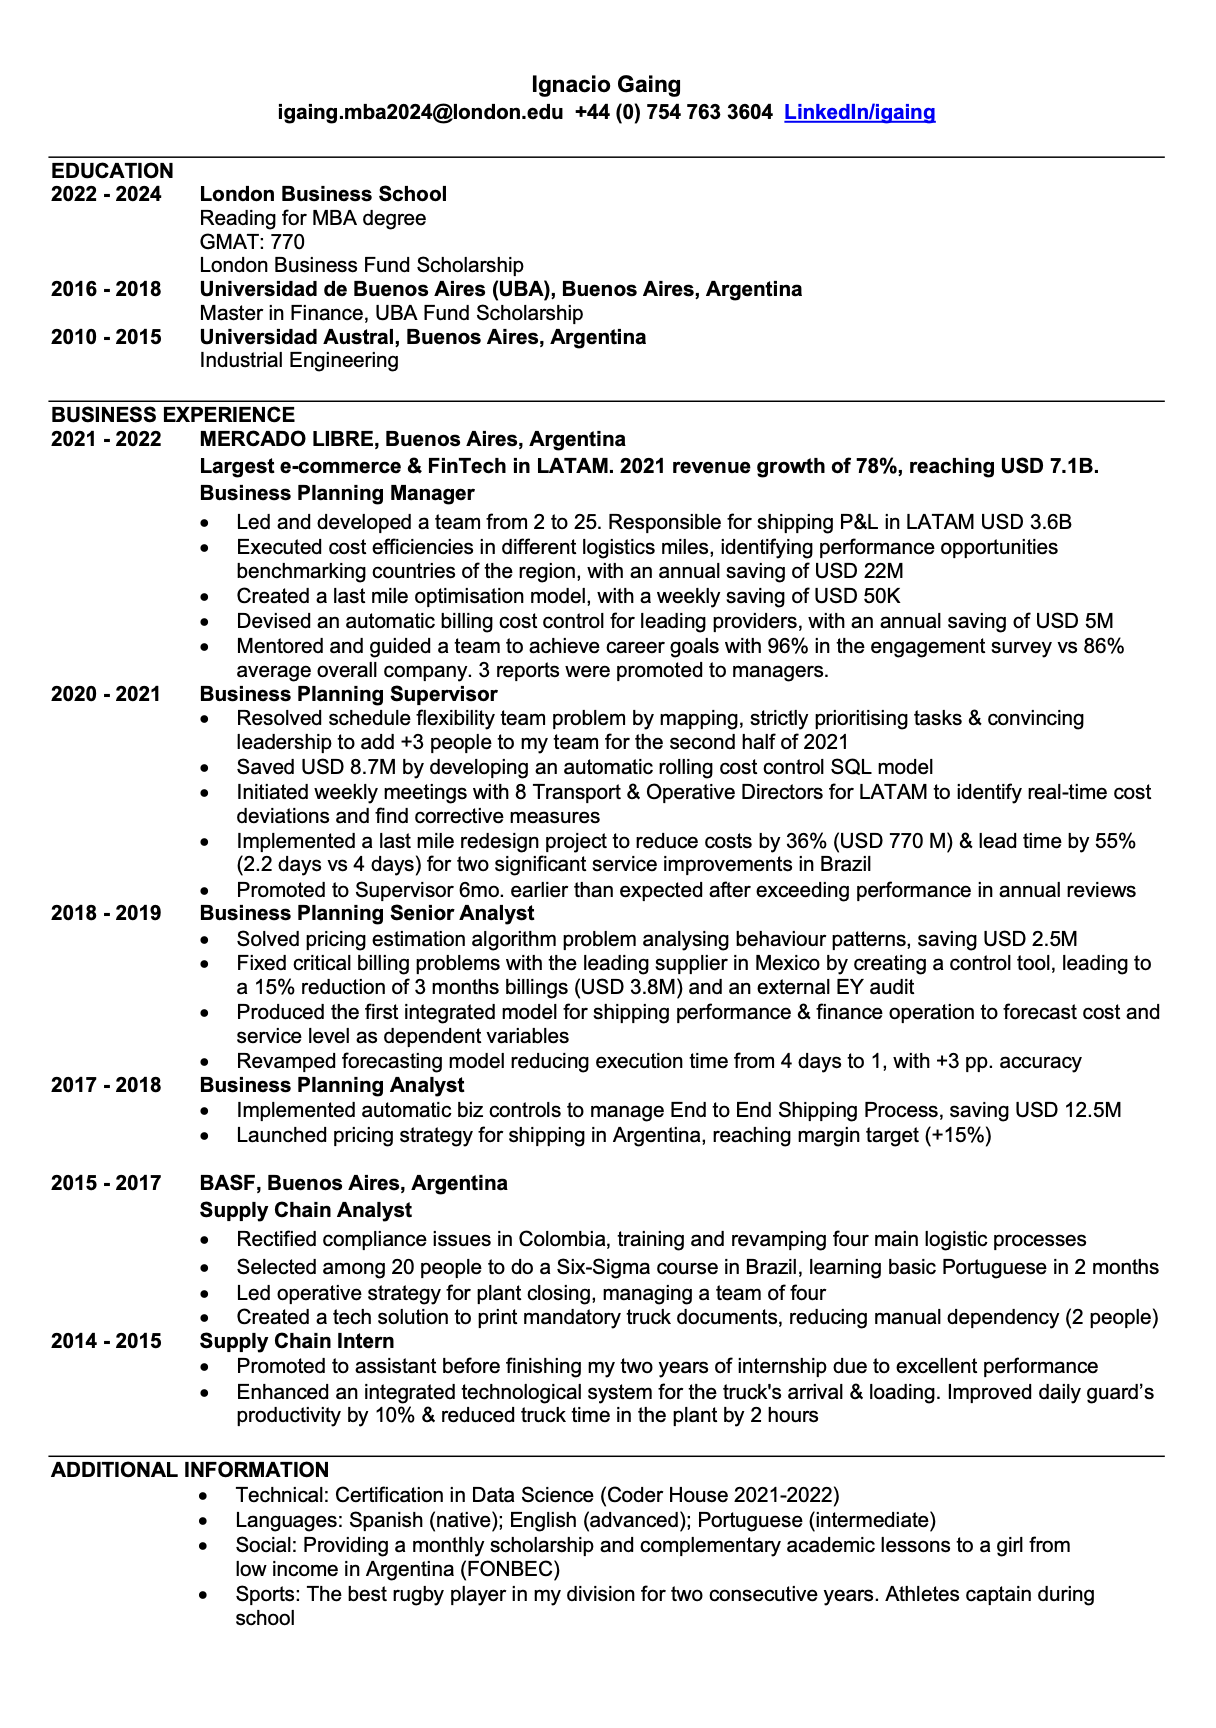 Ignacio Gaing
igaing.mba2024@london.edu +44 (0) 754 763 3604 LinkedIn/igaing
EDUCATION
2022 - 2024 London Business School
Reading for MBA degree
GMAT: 770
London Business Fund Scholarship
2016 - 2018 Universidad de Buenos Aires (UBA), Buenos Aires, Argentina
Master in Finance, UBA Fund Scholarship
2010 - 2015 Universidad Austral, Buenos Aires, Argentina
Industrial Engineering
BUSINESS EXPERIENCE
2021 - 2022 MERCADO LIBRE, Buenos Aires, Argentina
Largest e-commerce & FinTech in LATAM. 2021 revenue growth of 78%, reaching USD 7.1B.
Business Planning Manager
• Led and developed a team from 2 to 25. Responsible for shipping P&L in LATAM USD 3.6B
• Executed cost efficiencies in different logistics miles, identifying performance opportunities
benchmarking countries of the region, with an annual saving of USD 22M
• Created a last mile optimisation model, with a weekly saving of USD 50K
• Devised an automatic billing cost control for leading providers, with an annual saving of USD 5M
• Mentored and guided a team to achieve career goals with 96% in the engagement survey vs 86%
average overall company. 3 reports were promoted to managers.
2020 - 2021 Business Planning Supervisor
• Resolved schedule flexibility team problem by mapping, strictly prioritising tasks & convincing
leadership to add +3 people to my team for the second half of 2021
• Saved USD 8.7M by developing an automatic rolling cost control SQL model
• Initiated weekly meetings with 8 Transport & Operative Directors for LATAM to identify real-time cost
deviations and find corrective measures
• Implemented a last mile redesign project to reduce costs by 36% (USD 770 M) & lead time by 55%
(2.2 days vs 4 days) for two significant service improvements in Brazil
• Promoted to Supervisor 6mo. earlier than expected after exceeding performance in annual reviews
2018 - 2019 Business Planning Senior Analyst
• Solved pricing estimation algorithm problem analysing behaviour patterns, saving USD 2.5M
• Fixed critical billing problems with the leading supplier in Mexico by creating a control tool, leading to
a 15% reduction of 3 months billings (USD 3.8M) and an external EY audit
• Produced the first integrated model for shipping performance & finance operation to forecast cost and
service level as dependent variables
• Revamped forecasting model reducing execution time from 4 days to 1, with +3 pp. accuracy
2017 - 2018 Business Planning Analyst
• Implemented automatic biz controls to manage End to End Shipping Process, saving USD 12.5M
• Launched pricing strategy for shipping in Argentina, reaching margin target (+15%)
2015 - 2017 BASF, Buenos Aires, Argentina
Supply Chain Analyst
• Rectified compliance issues in Colombia, training and revamping four main logistic processes
• Selected among 20 people to do a Six-Sigma course in Brazil, learning basic Portuguese in 2 months
• Led operative strategy for plant closing, managing a team of four
• Created a tech solution to print mandatory truck documents, reducing manual dependency (2 people)
2014 - 2015 Supply Chain Intern
• Promoted to assistant before finishing my two years of internship due to excellent performance
• Enhanced an integrated technological system for the truck's arrival & loading. Improved daily guard’s
productivity by 10% & reduced truck time in the plant by 2 hours
ADDITIONAL INFORMATION
• Technical: Certification in Data Science (Coder House 2021-2022)
• Languages: Spanish (native); English (advanced); Portuguese (intermediate)
• Social: Providing a monthly scholarship and complementary academic lessons to a girl from
low income in Argentina (FONBEC)
• Sports: The best rugby player in my division for two consecutive years. Athletes captain during
school